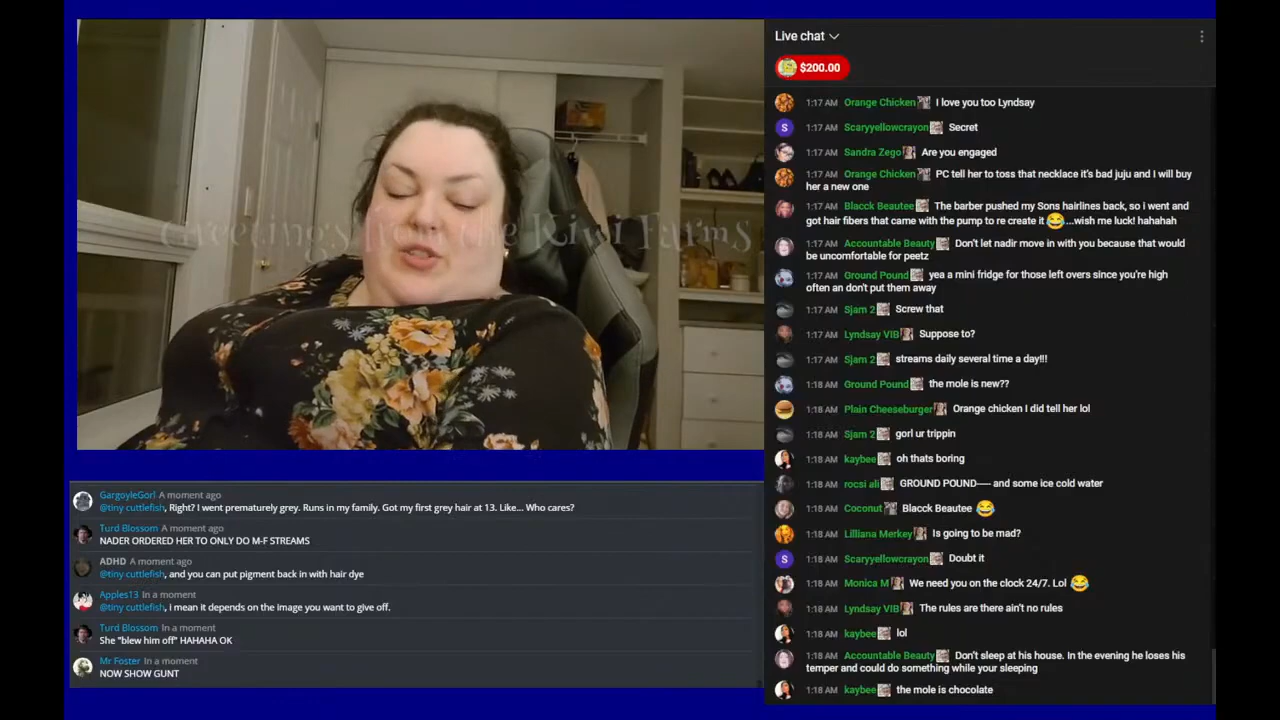 Greetings from the Kiwi Farms
Live chat
$200.00
1:17 AM Orange Chicken I love you too Lyndsay
S 1:17 AM Scaryyellowcrayon Secret
1:17 AM Sandra Zego Are you engaged
1:17 AM Orange Chicken PC tell her to toss that necklace it's bad juju and I will buy
her a new one
1:17 AM Blacck Beautee The barber pushed my Sons hairlines back, so i went and
got hair fibers that came with the pump to re create it😂...wish me luck! hahahah
1:17 AM Accountable Beauty Don't let nadir move in with you because that would
be uncomfortable for peetz
1:17 AM Ground Pound yea a mini fridge for those left overs since you're high
often an don't put them away
1:17 AM Sjam 2 Screw that
1:17 AM Lyndsay VIB Suppose to?
1:17 AM Sjam 2 streams daily several time a day!!!
1:18 AM Ground Pound the mole is new??
1:18 AM Plain Cheeseburger Orange chicken I did tell her lol
1:18 AM Sjam 2 gorl ur trippin
1:18 AM kaybee oh thats boring
1:18 AM rocsi ali GROUND POUND—- and some ice cold water
1:18 AM Coconut Blacck Beautee 😂
1:18 AM Lilliana Merkey Is going to be mad?
S 1:18 AM Scaryyellowcrayon Doubt it
1:18 AM Monica M We need you on the clock 24/7. Lol 😂
1:18 AM Lyndsay VIB The rules are there ain't no rules
1:18 AM kaybee lol
1:18 AM Accountable Beauty Don't sleep at his house. In the evening he loses his
temper and could do something while your sleeping
1:18 AM kaybee the mole is chocolate
GargoyleGorl A moment ago
@tiny cuttlefish, Right? I went prematurely grey. Runs in my family. Got my first grey hair at 13. Like... Who cares?
Turd Blossom A moment ago
NADER ORDERED HER TO ONLY DO M-F STREAMS
ADHD A moment ago
@tiny cuttlefish, and you can put pigment back in with hair dye
Apples13 In a moment
@tiny cuttlefish, i mean it depends on the image you want to give off.
Turd Blossom In a moment
She "blew him off" HAHAHA OK
Mr Foster In a moment
NOW SHOW GUNT